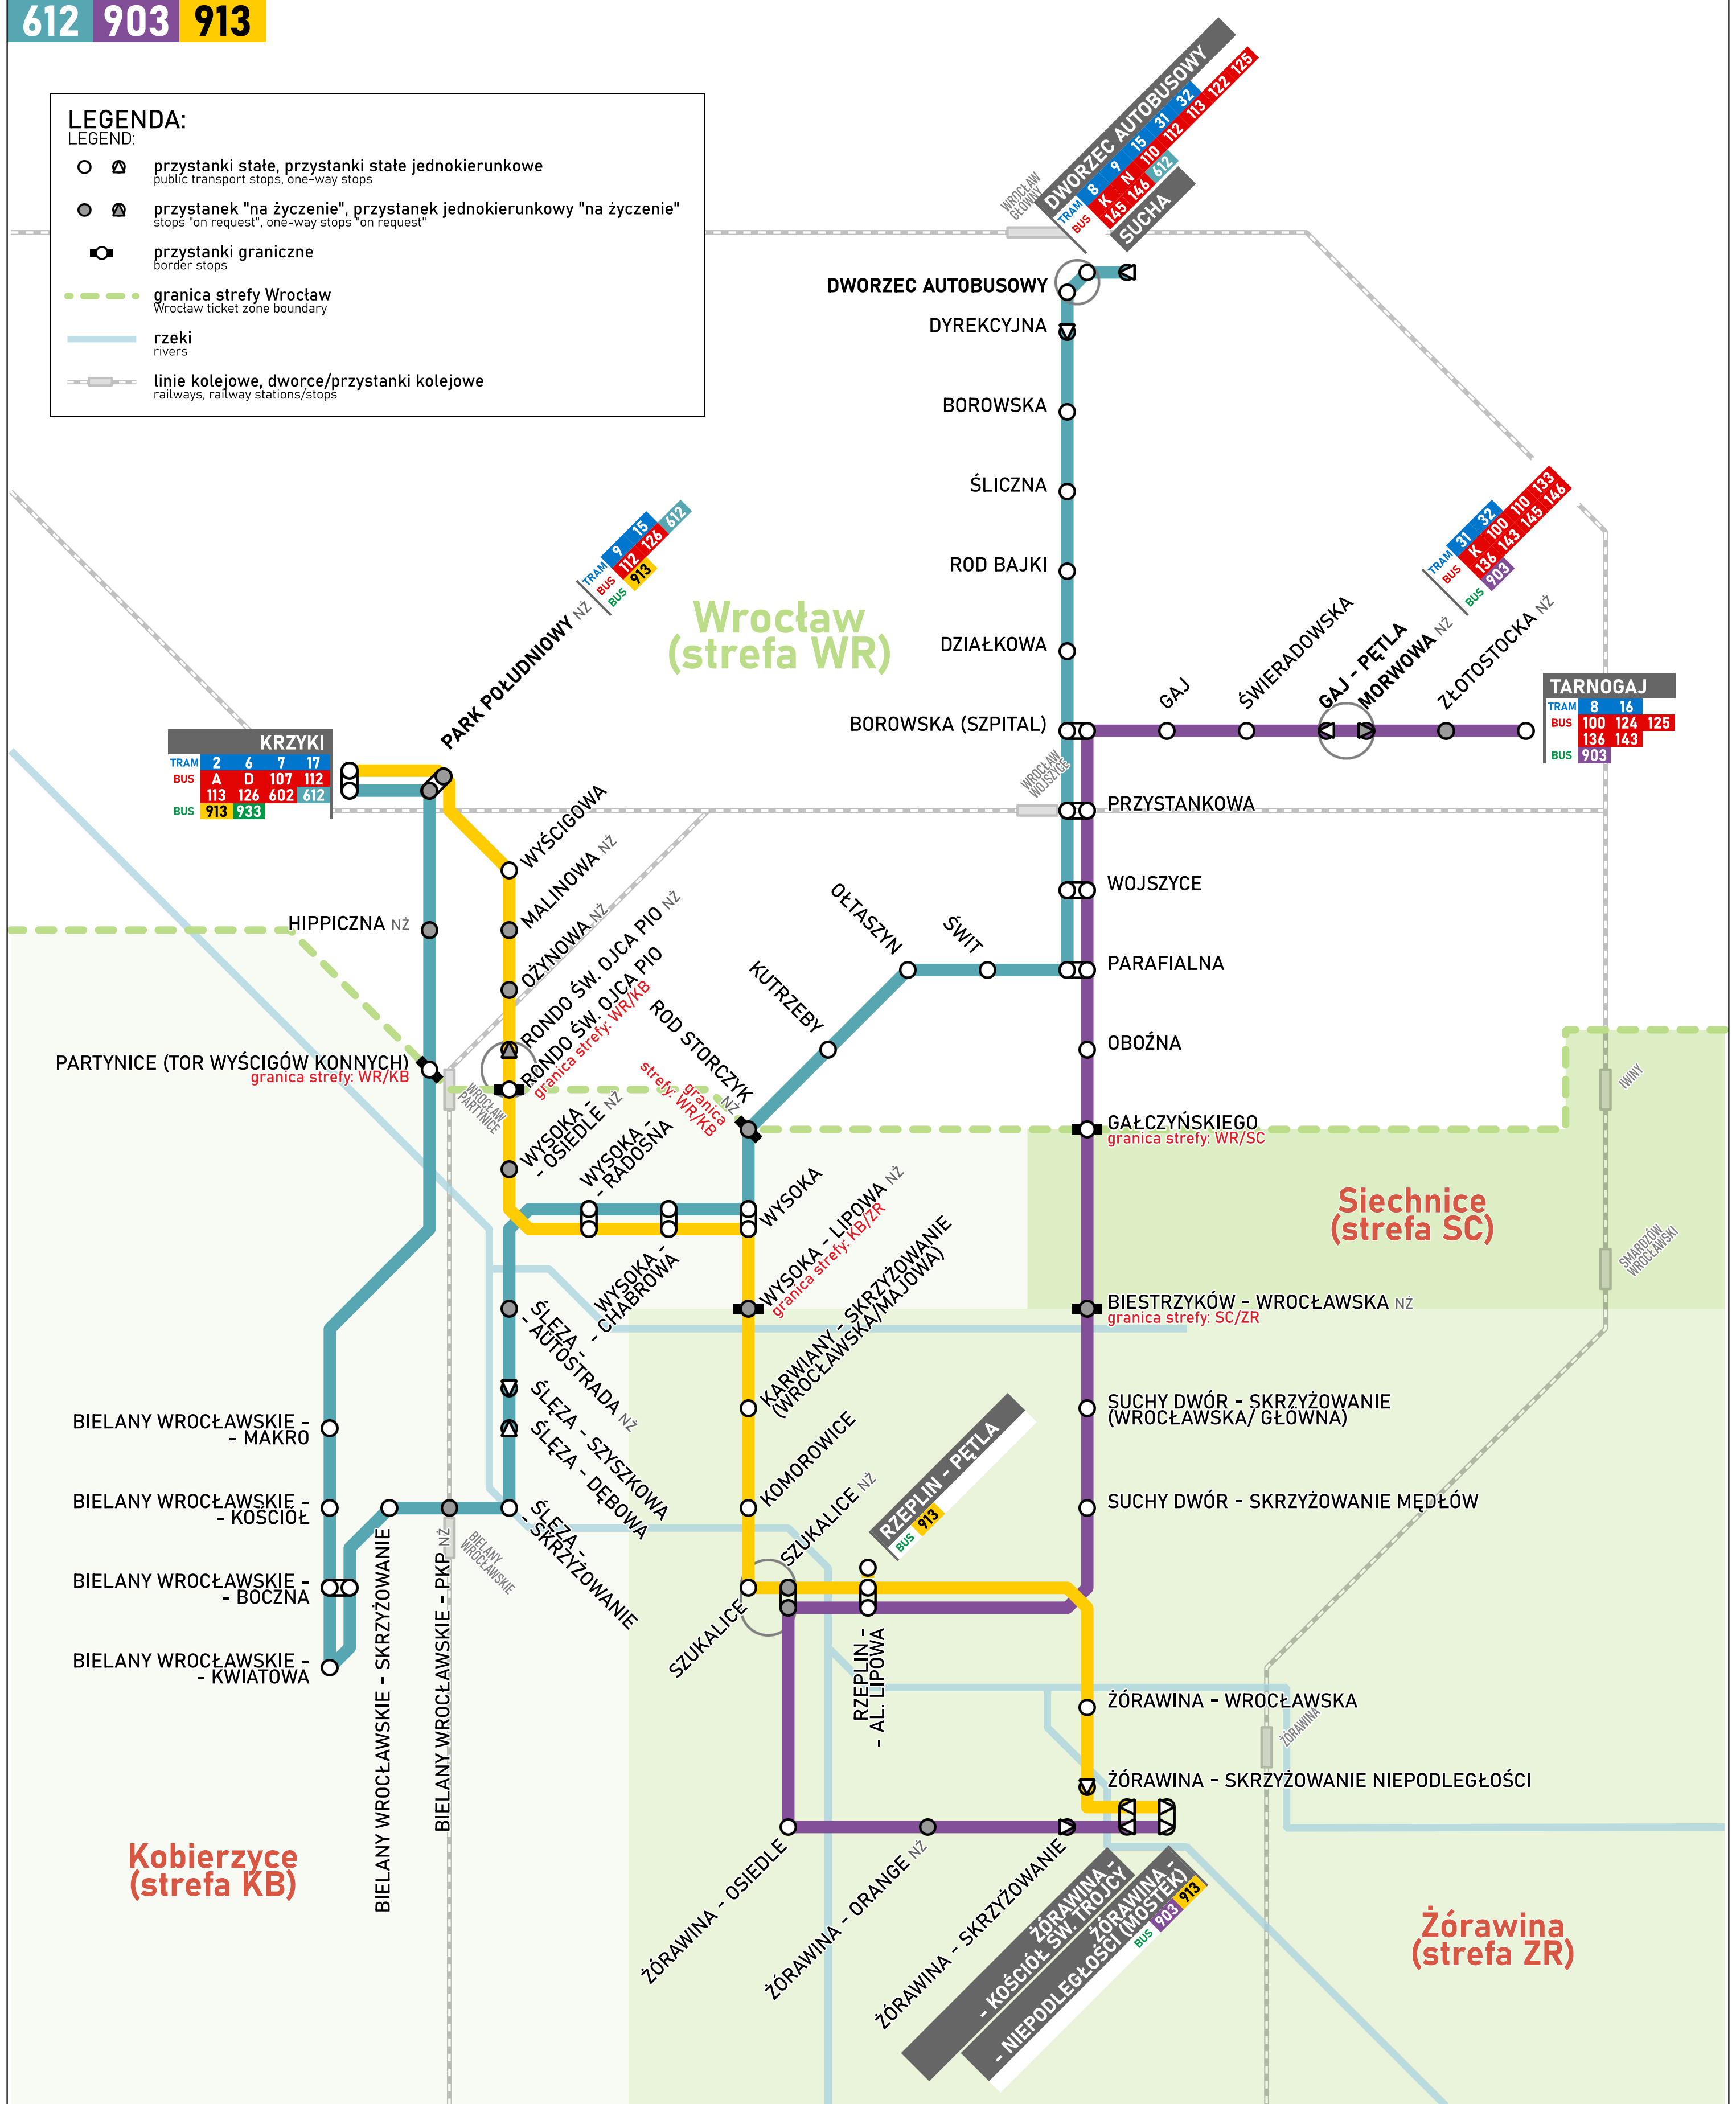 612 903 913
LEGENDA:
LEGEND:
przystanki stałe, przystanki stałe jednokierunkowe
public transport stops, one-way stops
przystanek "na życzenie", przystanek jednokierunkowy "na życzenie"
stops "on request", one-way stops "on request"
przystanki graniczne
border stops
granica strefy Wrocław
Wrocław ticket zone boundary
rzeki
rivers
linie kolejowe, dworce/przystanki kolejowe
railways, railway stations/stops
WROCŁAW
GŁÓWNY
DWORZEC AUTOBUSOWY
TRAM 8 9 15 31 32
BUS K N 110 112 113 122 125
145 146 612
SUCHA
DWORZEC AUTOBUSOWY
DYREKCYJNA
BOROWSKA
ŚLICZNA
ROD BAJKI
DZIAŁKOWA
BOROWSKA (SZPITAL)
GAJ
ŚWIERADOWSKA
GAJ - PĘTLA
MORWOWA NŻ
TRAM 31 32
BUS K 100 110 133
136 143 145 146
BUS 903
ZŁOTOSTOCKA NŻ
TARNOGAJ
TRAM 8 16
BUS 100 124 125
136 143
BUS 903
Wrocław
(strefa WR)
PARK POŁUDNIOWY NŻ
TRAM 9 15
BUS 112 126 612
BUS 913
KRZYKI
TRAM 2 6 7 17
BUS A D 107 112
113 126 602 612
BUS 913 933
WROCŁAW
WOJSZYCE
PRZYSTANKOWA
WOJSZYCE
PARAFIALNA
OBOŹNA
GAŁCZYŃSKIEGO
granica strefy: WR/SC
WYŚCIGOWA
MALINOWA NŻ
OŻYNOWA NŻ
RONDO ŚW. OJCA PIO NŻ
RONDO ŚW. OJCA PIO
granica strefy: WR/KB
HIPPICZNA NŻ
PARTYNICE (TOR WYŚCIGÓW KONNYCH)
granica strefy: WR/KB
WROCŁAW
PARTYNICE
OŁTASZYN
ŚWIT
KUTRZEBY
ROD STORCZYK
NŻ
granica
strefy: WR/KB
IWINY
WYSOKA -
- OSIEDLE NŻ
WYSOKA -
- RADOSNA
WYSOKA
WYSOKA -
- CHABROWA
WYSOKA - LIPOWA NŻ
granica strefy: KB/ZR
KARWIANY - SKRZYŻOWANIE
(WROCŁAWSKA/MAJOWA)
Siechnice
(strefa SC)
SMARDZÓW
WROCŁAWSKI
BIESTRZYKÓW - WROCŁAWSKA NŻ
granica strefy: SC/ZR
SUCHY DWÓR - SKRZYŻOWANIE
(WROCŁAWSKA/ GŁÓWNA)
SUCHY DWÓR - SKRZYŻOWANIE MĘDŁÓW
ŚLĘZA -
- AUTOSTRADA NŻ
ŚLĘZA - SZYSZKOWA
ŚLĘZA - DĘBOWA
ŚLĘZA -
- SKRZYŻOWANIE
BIELANY WROCŁAWSKIE -
- MAKRO
BIELANY WROCŁAWSKIE -
- KOŚCIÓŁ
BIELANY WROCŁAWSKIE -
- BOCZNA
BIELANY WROCŁAWSKIE -
- KWIATOWA
BIELANY WROCŁAWSKIE - SKRZYŻOWANIE
BIELANY WROCŁAWSKIE - PKP NŻ
BIELANY
WROCŁAWSKIE
KOMOROWICE
SZUKALICE NŻ
SZUKALICE
RZEPLIN - PĘTLA
BUS 913
RZEPLIN -
- AL. LIPOWA
ŻÓRAWINA - WROCŁAWSKA
ŻÓRAWINA
ŻÓRAWINA - SKRZYŻOWANIE NIEPODLEGŁOŚCI
ŻÓRAWINA - OSIEDLE
ŻÓRAWINA - ORANGE NŻ
ŻÓRAWINA - SKRZYŻOWANIE
ŻÓRAWINA -
- KOŚCIÓŁ ŚW. TRÓJCY
ŻÓRAWINA -
- NIEPODLEGŁOŚCI (MOSTEK)
BUS 903 913
Kobierzyce
(strefa KB)
Żórawina
(strefa ZR)